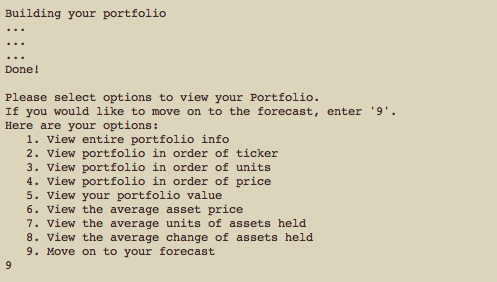 Building your portfolio
...
...
...
Done!
Please select options to view your Portfolio.
If you would like to move on to the forecast, enter '9'.
Here are your options:
1. View entire portfolio info
2. View portfolio in order of ticker
3. View portfolio in order of units
4. View portfolio in order of price
5. View your portfolio value
6. View the average asset price
7. View the average units of assets held
8. View the average change of assets held
9. Move on to your forecast
9